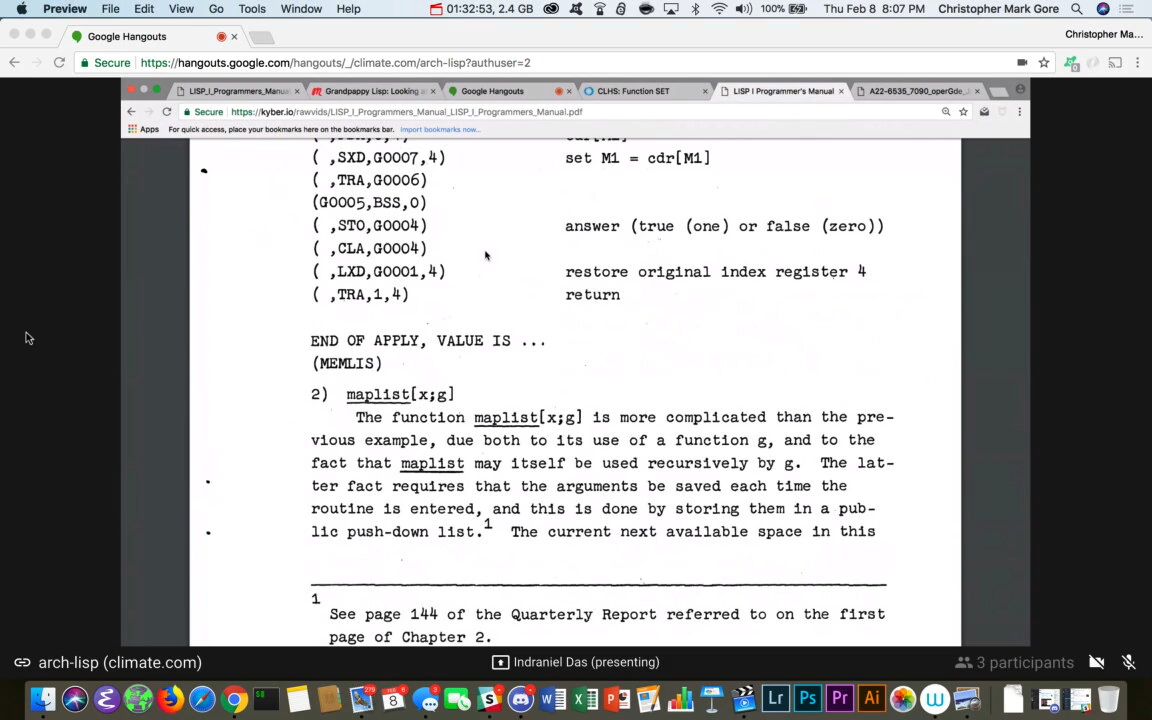 Preview File Edit View Go Tools Window Help 01:32:53, 2.4 GB 100% Thu Feb 8 8:07 PM Christopher Mark Gore
Google Hangouts Christopher Ma...
Secure https://hangouts.google.com/hangouts/_/climate.com/arch-lisp?authuser=2
LISP_I_Programmers_Manua Grandpappy Lisp: Looking a Google Hangouts CLHS: Function SET LISP I Programmer's Manual A22-6535_7090_operGde_
Secure https://kyber.io/rawvids/LISP_I_Programmers_Manual_LISP_I_Programmers_Manual.pdf
Apps For quick access, place your bookmarks here on the bookmarks bar. Import bookmarks now...
( ,SXD,G0007,4) set M1 = cdr[M1]
( ,TRA,G0006)
(G0005,BSS,0)
( ,STO,G0004) answer (true (one) or false (zero))
( ,CLA,G0004)
( ,LXD,G0001,4) restore original index register 4
( ,TRA,1,4) return
END OF APPLY, VALUE IS ...
(MEMLIS)
2) maplist[x;g]
The function maplist[x;g] is more complicated than the pre-
vious example, due both to its use of a function g, and to the
fact that maplist may itself be used recursively by g. The lat-
ter fact requires that the arguments be saved each time the
routine is entered, and this is done by storing them in a pub-
lic push-down list.1 The current next available space in this
1
See page 144 of the Quarterly Report referred to on the first
page of Chapter 2.
arch-lisp (climate.com) Indraniel Das (presenting) 3 participants
Lr Ps Pr Ai